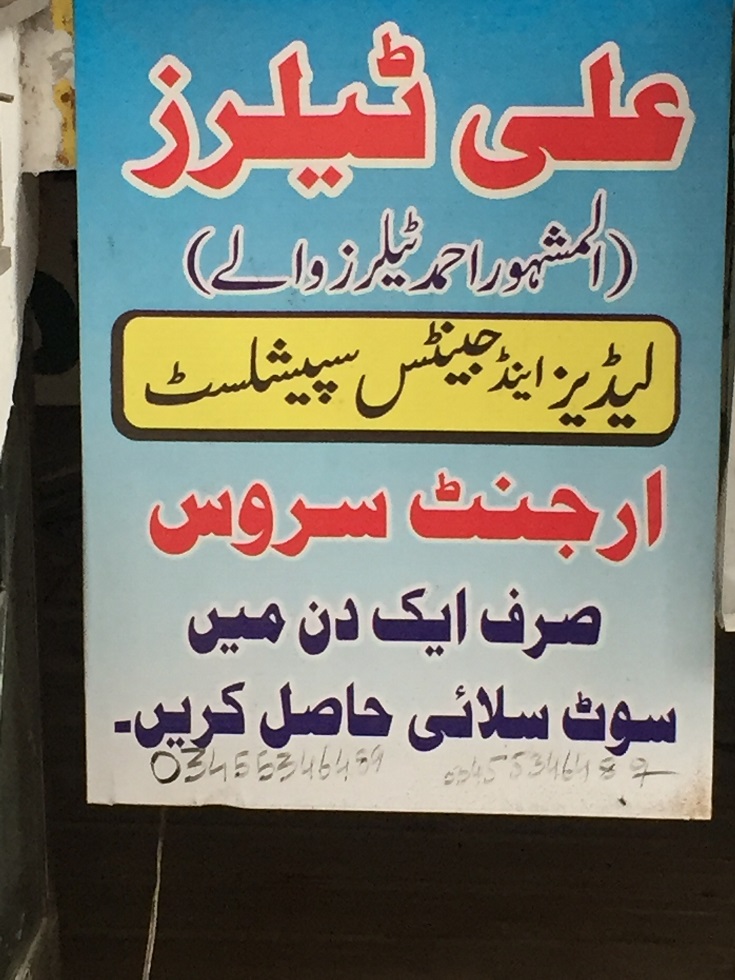 علی ٹیلرز
(المشہور احمد ٹیلرز والے)
لیڈیز اینڈ جینٹس سپیشلسٹ
ارجنٹ سروس
صرف ایک دن میں
سوٹ سلائی حاصل کریں۔
03455346489 03455346489